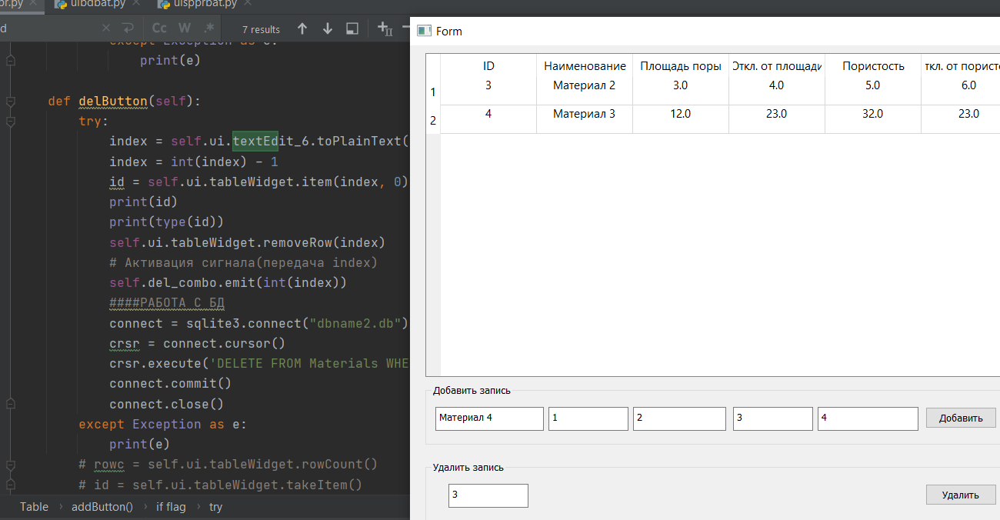 or.py uibdbat.py uispprbat.py
d Cc W .* 7 results
except Exception as e:
print(e)
def delButton(self):
try:
index = self.ui.textEdit_6.toPlainText(
index = int(index) - 1
id = self.ui.tableWidget.item(index, 0)
print(id)
print(type(id))
self.ui.tableWidget.removeRow(index)
# Активация сигнала(передача index)
self.del_combo.emit(int(index))
####РАБОТА С БД
connect = sqlite3.connect("dbname2.db")
crsr = connect.cursor()
crsr.execute('DELETE FROM Materials WHE
connect.commit()
connect.close()
except Exception as e:
print(e)
# rowc = self.ui.tableWidget.rowCount()
# id = self.ui.tableWidget.takeItem()
Table › addButton() › if flag › try
Form
ID Наименование Площадь поры Откл. от площади Пористость ткл. от порист
1 3 Материал 2 3.0 4.0 5.0 6.0
2 4 Материал 3 12.0 23.0 32.0 23.0
Добавить запись
Материал 4 1 2 3 4 Добавить
Удалить запись
3 Удалить